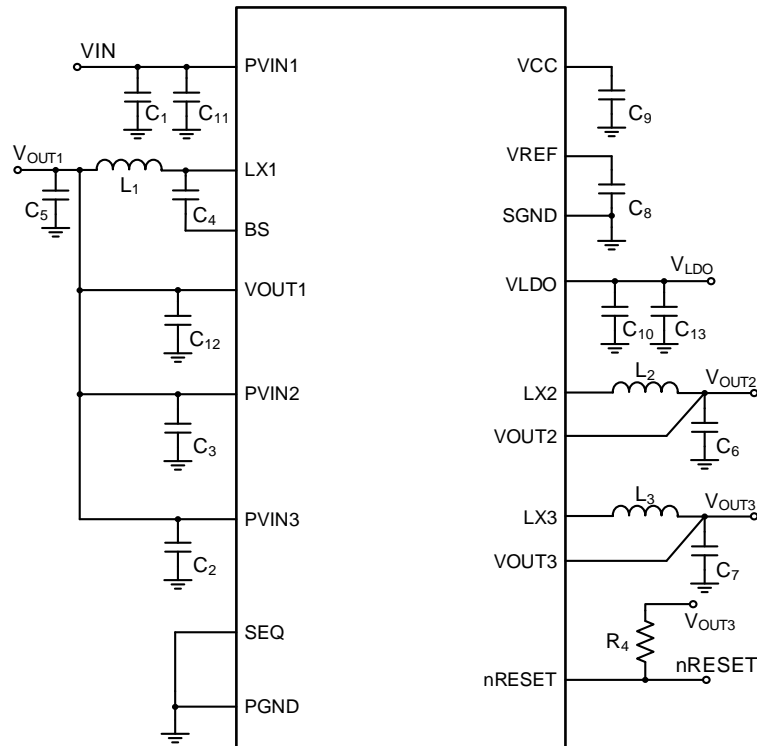 VIN
PVIN1
C1
C11
VOUT1
L1
LX1
C5
C4
BS
VOUT1
C12
PVIN2
C3
PVIN3
C2
SEQ
PGND
VCC
C9
VREF
C8
SGND
VLDO
VLDO
C10
C13
LX2
L2
VOUT2
VOUT2
C6
LX3
L3
VOUT3
VOUT3
C7
VOUT3
R4
nRESET
nRESET